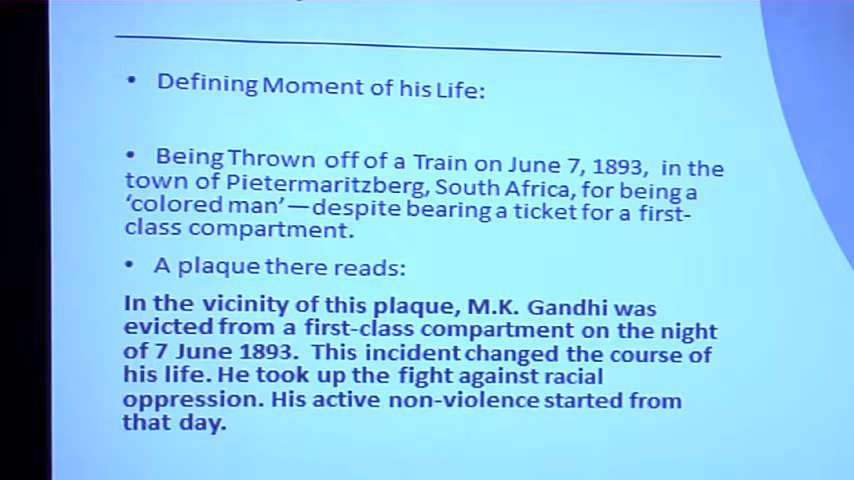 • Defining Moment of his Life:
• Being Thrown off of a Train on June 7, 1893, in the
town of Pietermaritzberg, South Africa, for being a
‘colored man’—despite bearing a ticket for a first-
class compartment.
• A plaque there reads:
In the vicinity of this plaque, M.K. Gandhi was
evicted from a first-class compartment on the night
of 7 June 1893. This incident changed the course of
his life. He took up the fight against racial
oppression. His active non-violence started from
that day.